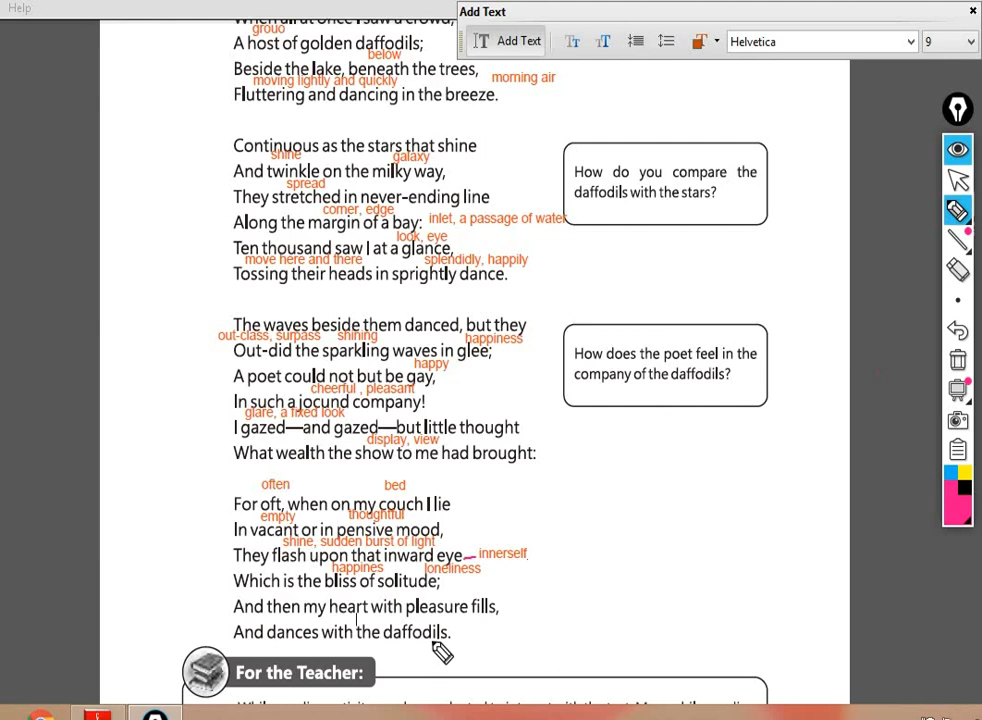 Help
Add Text
Add Text
Helvetica
9
When all at once I saw a crowd,
grouo
A host of golden daffodils;
below
Beside the lake, beneath the trees,
moving lightly and quickly
morning air
Fluttering and dancing in the breeze.
Continuous as the stars that shine
shine
galaxy
And twinkle on the milky way,
spread
They stretched in never-ending line
corner, edge
Along the margin of a bay:
inlet, a passage of water
look, eye
Ten thousand saw I at a glance,
move here and there
splendidly, happily
Tossing their heads in sprightly dance.
How do you compare the
daffodils with the stars?
The waves beside them danced, but they
out-class, surpass
shining
happiness
Out-did the sparkling waves in glee;
happy
A poet could not but be gay,
cheerful , pleasant
In such a jocund company!
glare, a fixed look
I gazed—and gazed—but little thought
display, view
What wealth the show to me had brought:
How does the poet feel in the
company of the daffodils?
often
bed
For oft, when on my couch I lie
empty
thoughtful
In vacant or in pensive mood,
shine, sudden burst of light
They flash upon that inward eye
innerself
happines
loneliness
Which is the bliss of solitude;
And then my heart with pleasure fills,
And dances with the daffodils.
For the Teacher: